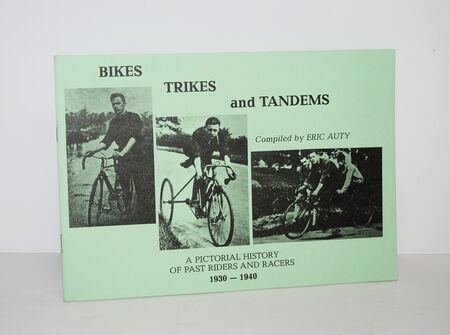 BIKES
TRIKES
and TANDEMS
Compiled by ERIC AUTY
A PICTORIAL HISTORY
OF PAST RIDERS AND RACERS
1930 — 1940